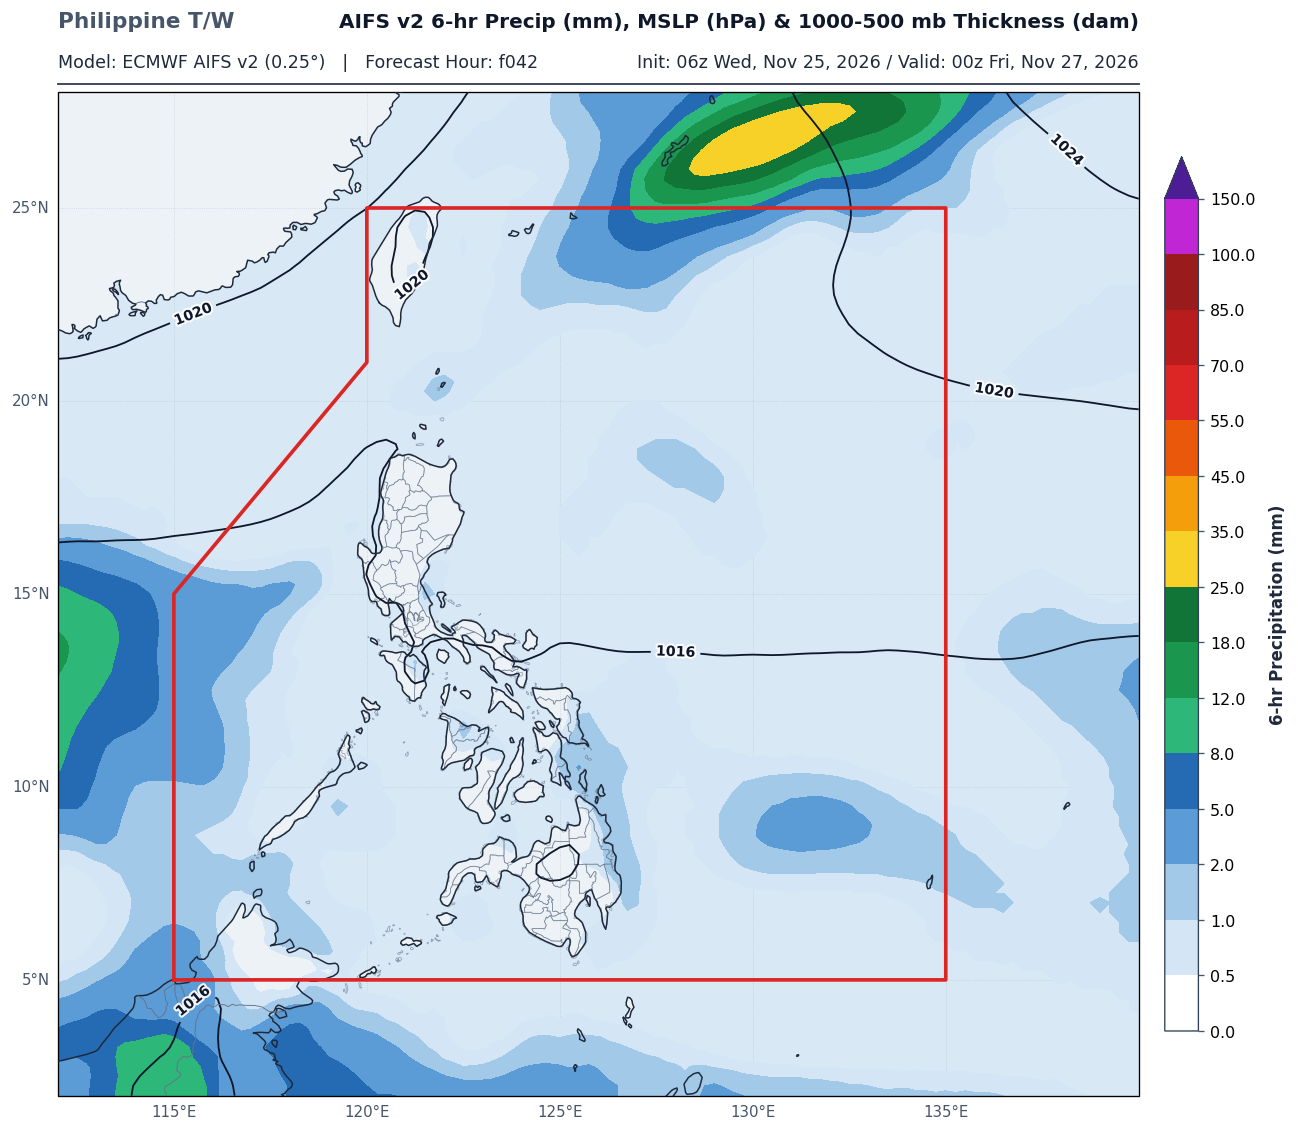 Philippine T/W
AIFS v2 6-hr Precip (mm), MSLP (hPa) & 1000-500 mb Thickness (dam)
Model: ECMWF AIFS v2 (0.25°) | Forecast Hour: f042
Init: 06z Wed, Nov 25, 2026 / Valid: 00z Fri, Nov 27, 2026
1024
1020
1020
1020
1016
1016
25°N
20°N
15°N
10°N
5°N
115°E
120°E
125°E
130°E
135°E
150.0
100.0
85.0
70.0
55.0
45.0
35.0
25.0
18.0
12.0
8.0
5.0
2.0
1.0
0.5
0.0
6-hr Precipitation (mm)